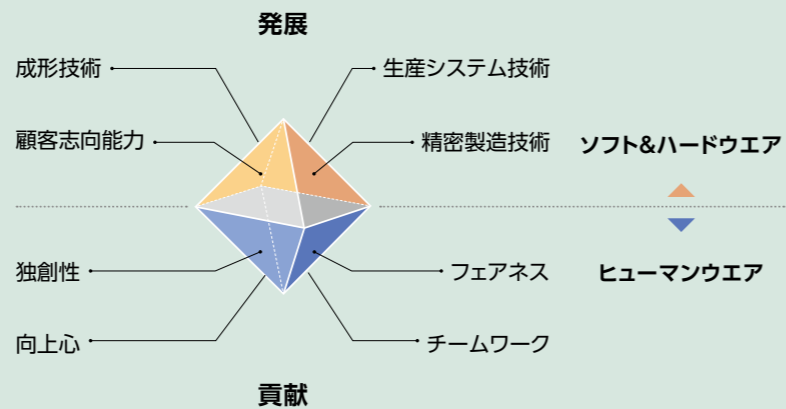 発展
成形技術
生産システム技術
顧客志向能力
精密製造技術
ソフト&ハードウエア
独創性
フェアネス
ヒューマンウエア
向上心
チームワーク
貢献